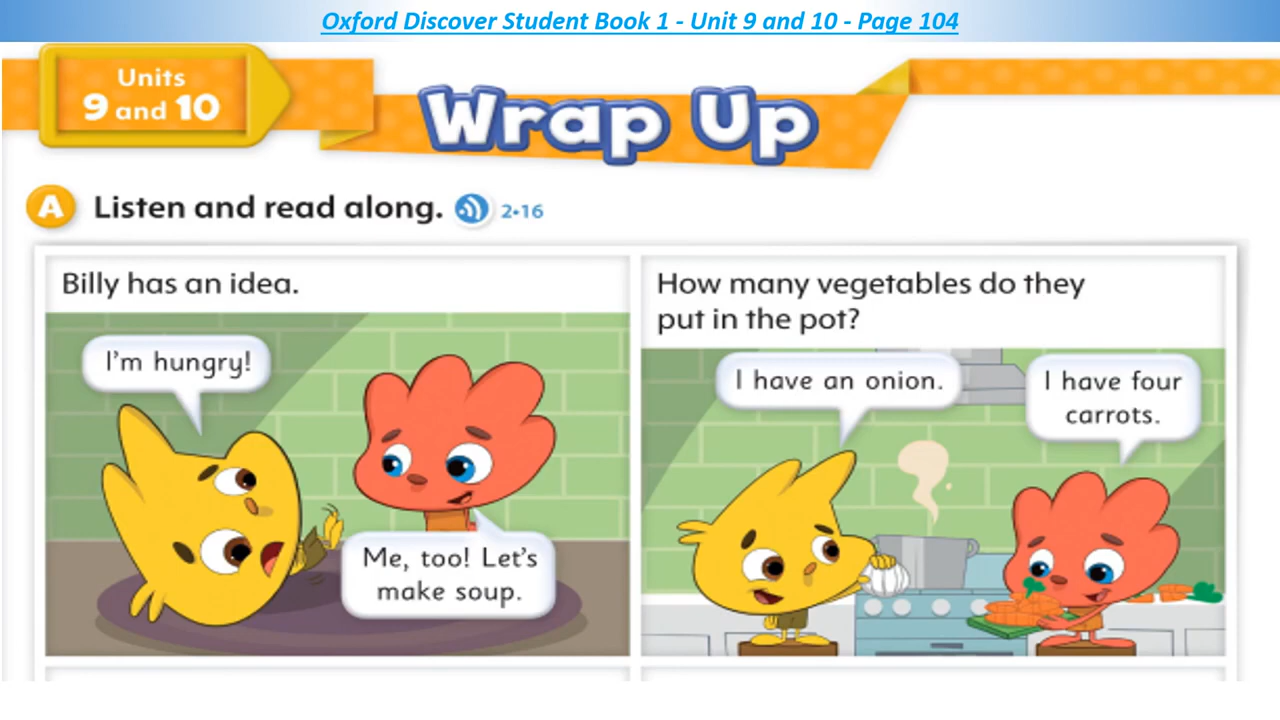 Oxford Discover Student Book 1 - Unit 9 and 10 - Page 104
Units
9 and 10
Wrap Up
A Listen and read along. 2•16
Billy has an idea.
I'm hungry!
Me, too! Let's
make soup.
How many vegetables do they
put in the pot?
I have an onion.
I have four
carrots.